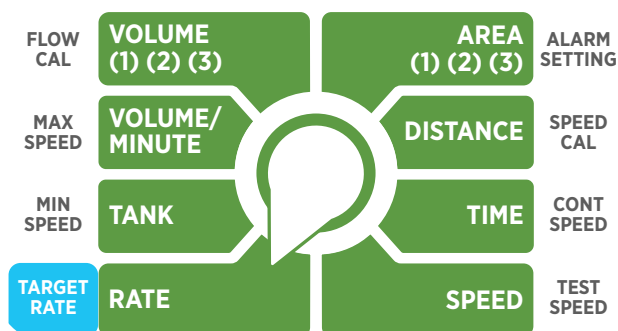 FLOW
CAL
VOLUME
(1) (2) (3)
AREA
(1) (2) (3)
ALARM
SETTING
MAX
SPEED
VOLUME/
MINUTE
DISTANCE
SPEED
CAL
MIN
SPEED
TANK
TIME
CONT
SPEED
TARGET
RATE
RATE
SPEED
TEST
SPEED